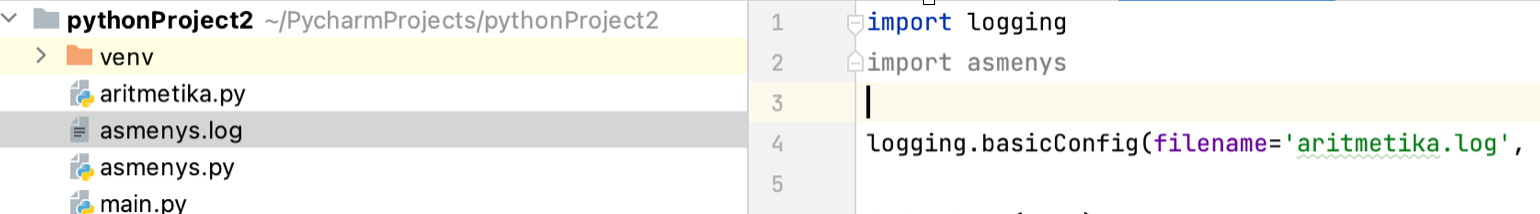 pythonProject2 ~/PycharmProjects/pythonProject2
venv
aritmetika.py
asmenys.log
asmenys.py
main.py
1 import logging
2 import asmenys
3
4 logging.basicConfig(filename='aritmetika.log',
5